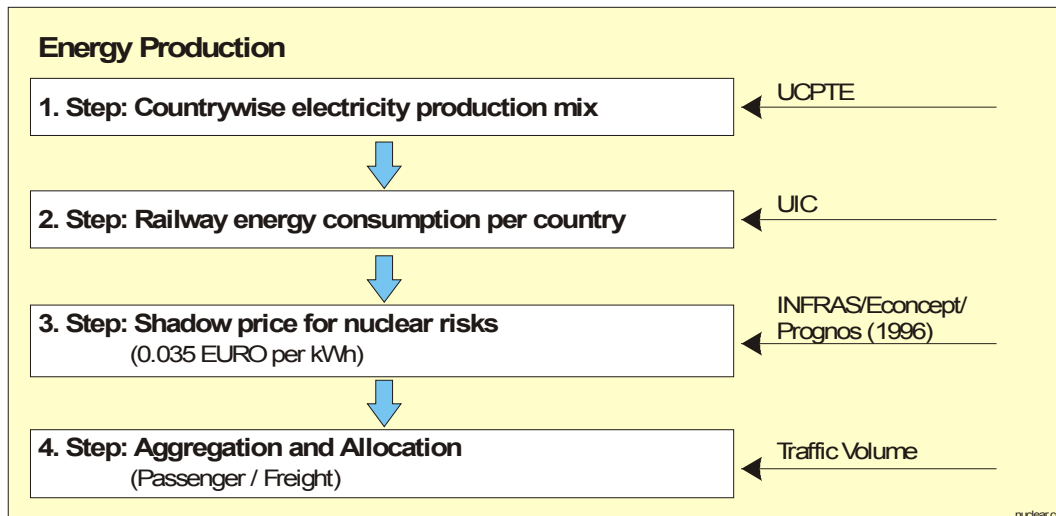 Energy Production
1. Step: Countrywise electricity production mix
UCPTE
2. Step: Railway energy consumption per country
UIC
3. Step: Shadow price for nuclear risks
(0.035 EURO per kWh)
INFRAS/Econcept/
Prognos (1996)
4. Step: Aggregation and Allocation
(Passenger / Freight)
Traffic Volume